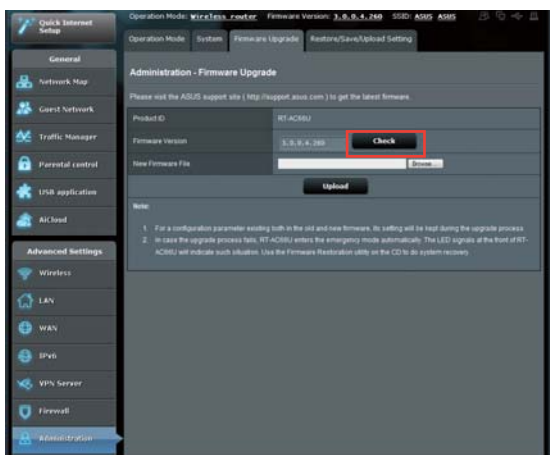 Quick Internet
Setup
Operation Mode: Wireless router Firmware Version: 3.0.0.4.260 SSID: ASUS ASUS
Operation Mode System Firmware Upgrade Restore/Save/Upload Setting
General
Network Map
Guest Network
Traffic Manager
Parental control
USB application
AiCloud
Advanced Settings
Wireless
LAN
WAN
IPv6
VPN Server
Firewall
Administration
Administration - Firmware Upgrade
Please visit the ASUS support site ( http://support.asus.com ) to get the latest firmware.
Product ID RT-AC66U
Firmware Version 3.0.0.4.260 Check
New Firmware File Browse...
Upload
Note:
1. For a configuration parameter existing both in the old and new firmware, its setting will be kept during the upgrade process.
2. In case the upgrade process fails, RT-AC66U enters the emergency mode automatically. The LED signals at the front of RT-
AC66U will indicate such situation. Use the Firmware Restoration utility on the CD to do system recovery.